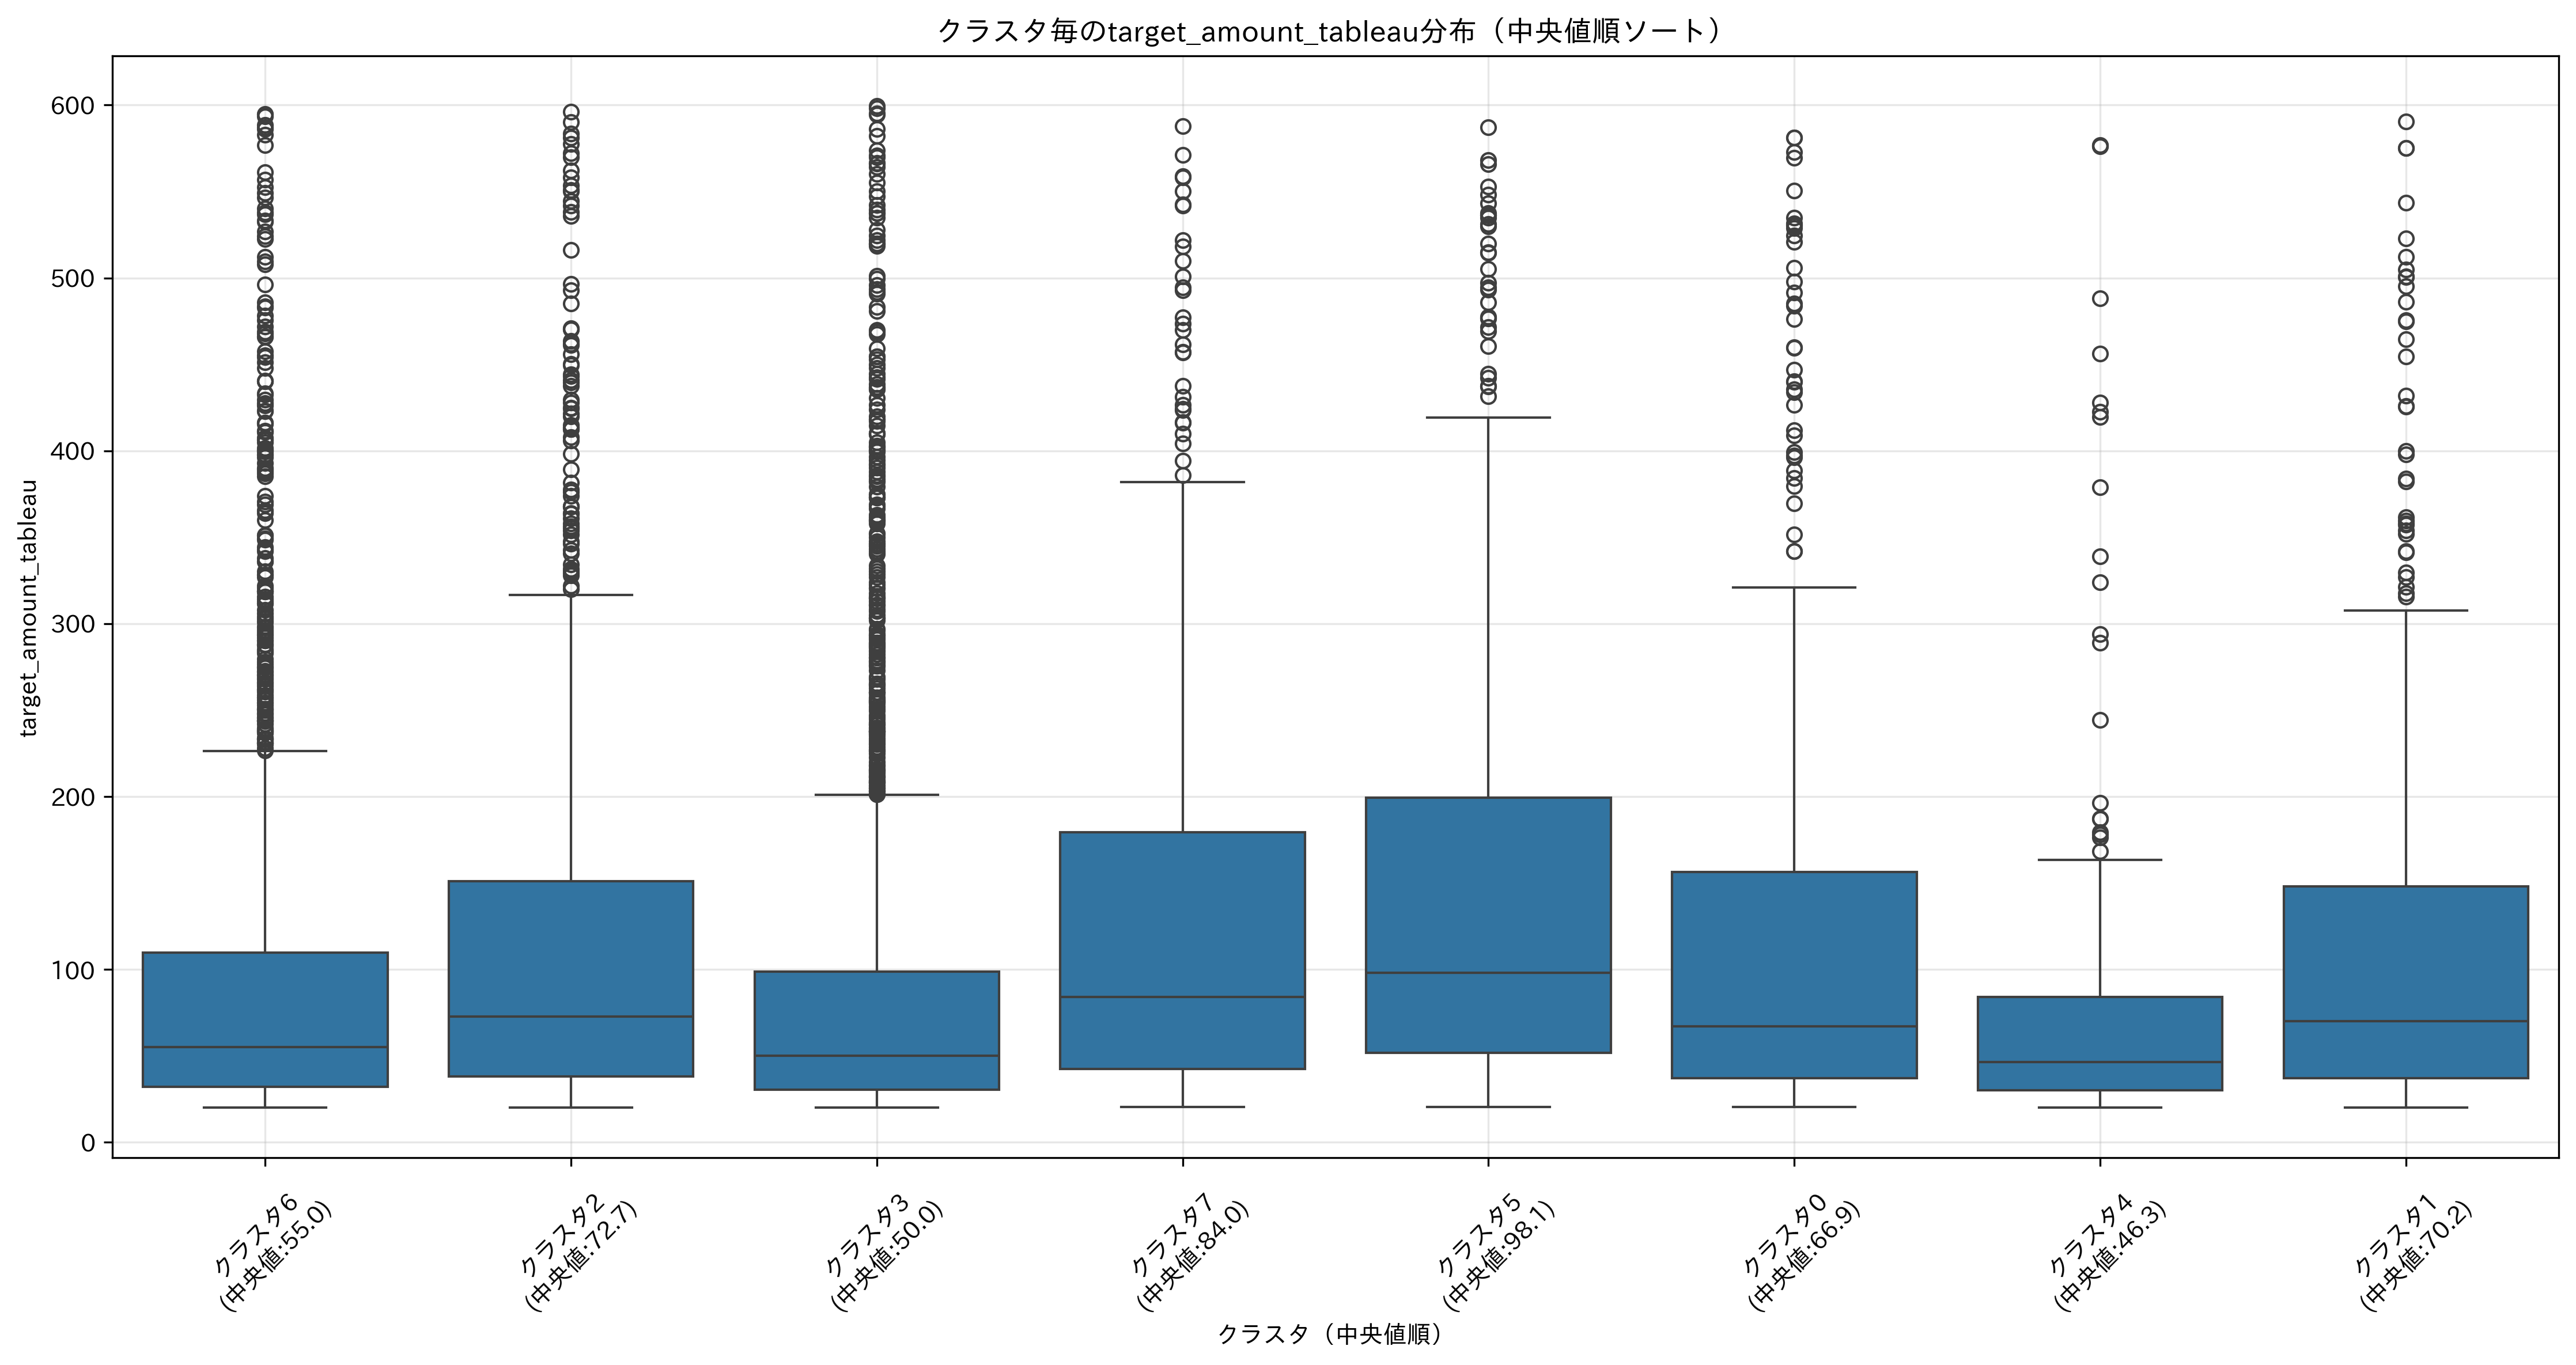 クラスタ毎のtarget_amount_tableau分布（中央値順ソート）
target_amount_tableau
600
500
400
300
200
100
0
クラスタ6
(中央値:55.0)
クラスタ2
(中央値:72.7)
クラスタ3
(中央値:50.0)
クラスタ7
(中央値:84.0)
クラスタ5
(中央値:98.1)
クラスタ0
(中央値:66.9)
クラスタ4
(中央値:46.3)
クラスタ1
(中央値:70.2)
クラスタ（中央値順）